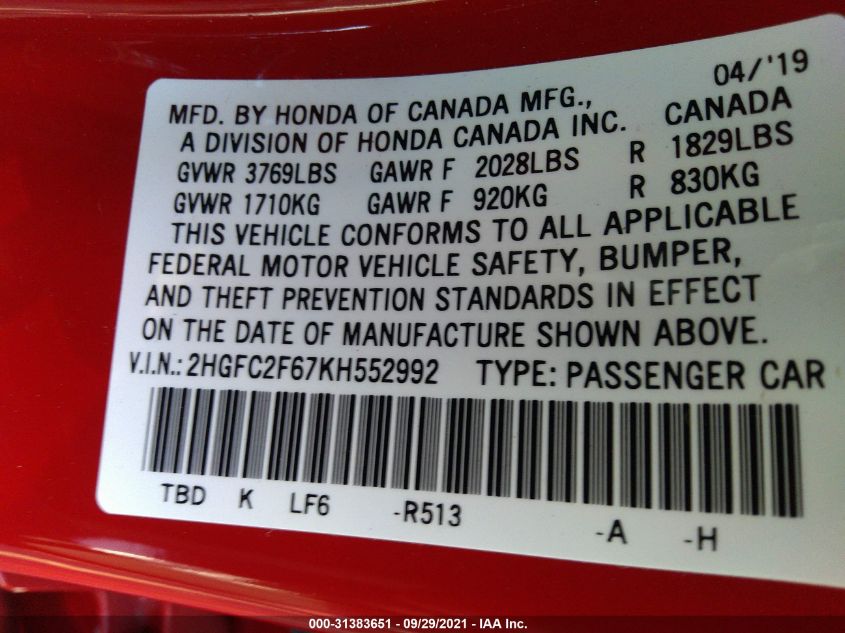 04/'19
MFD. BY HONDA OF CANADA MFG.,
A DIVISION OF HONDA CANADA INC. CANADA
GVWR 3769LBS GAWR F 2028LBS R 1829LBS
GVWR 1710KG GAWR F 920KG R 830KG
THIS VEHICLE CONFORMS TO ALL APPLICABLE
FEDERAL MOTOR VEHICLE SAFETY, BUMPER,
AND THEFT PREVENTION STANDARDS IN EFFECT
ON THE DATE OF MANUFACTURE SHOWN ABOVE.
V.I.N.: 2HGFC2F67KH552992 TYPE: PASSENGER CAR
TBD K LF6 -R513 -A -H
000-31383651 - 09/29/2021 - IAA Inc.